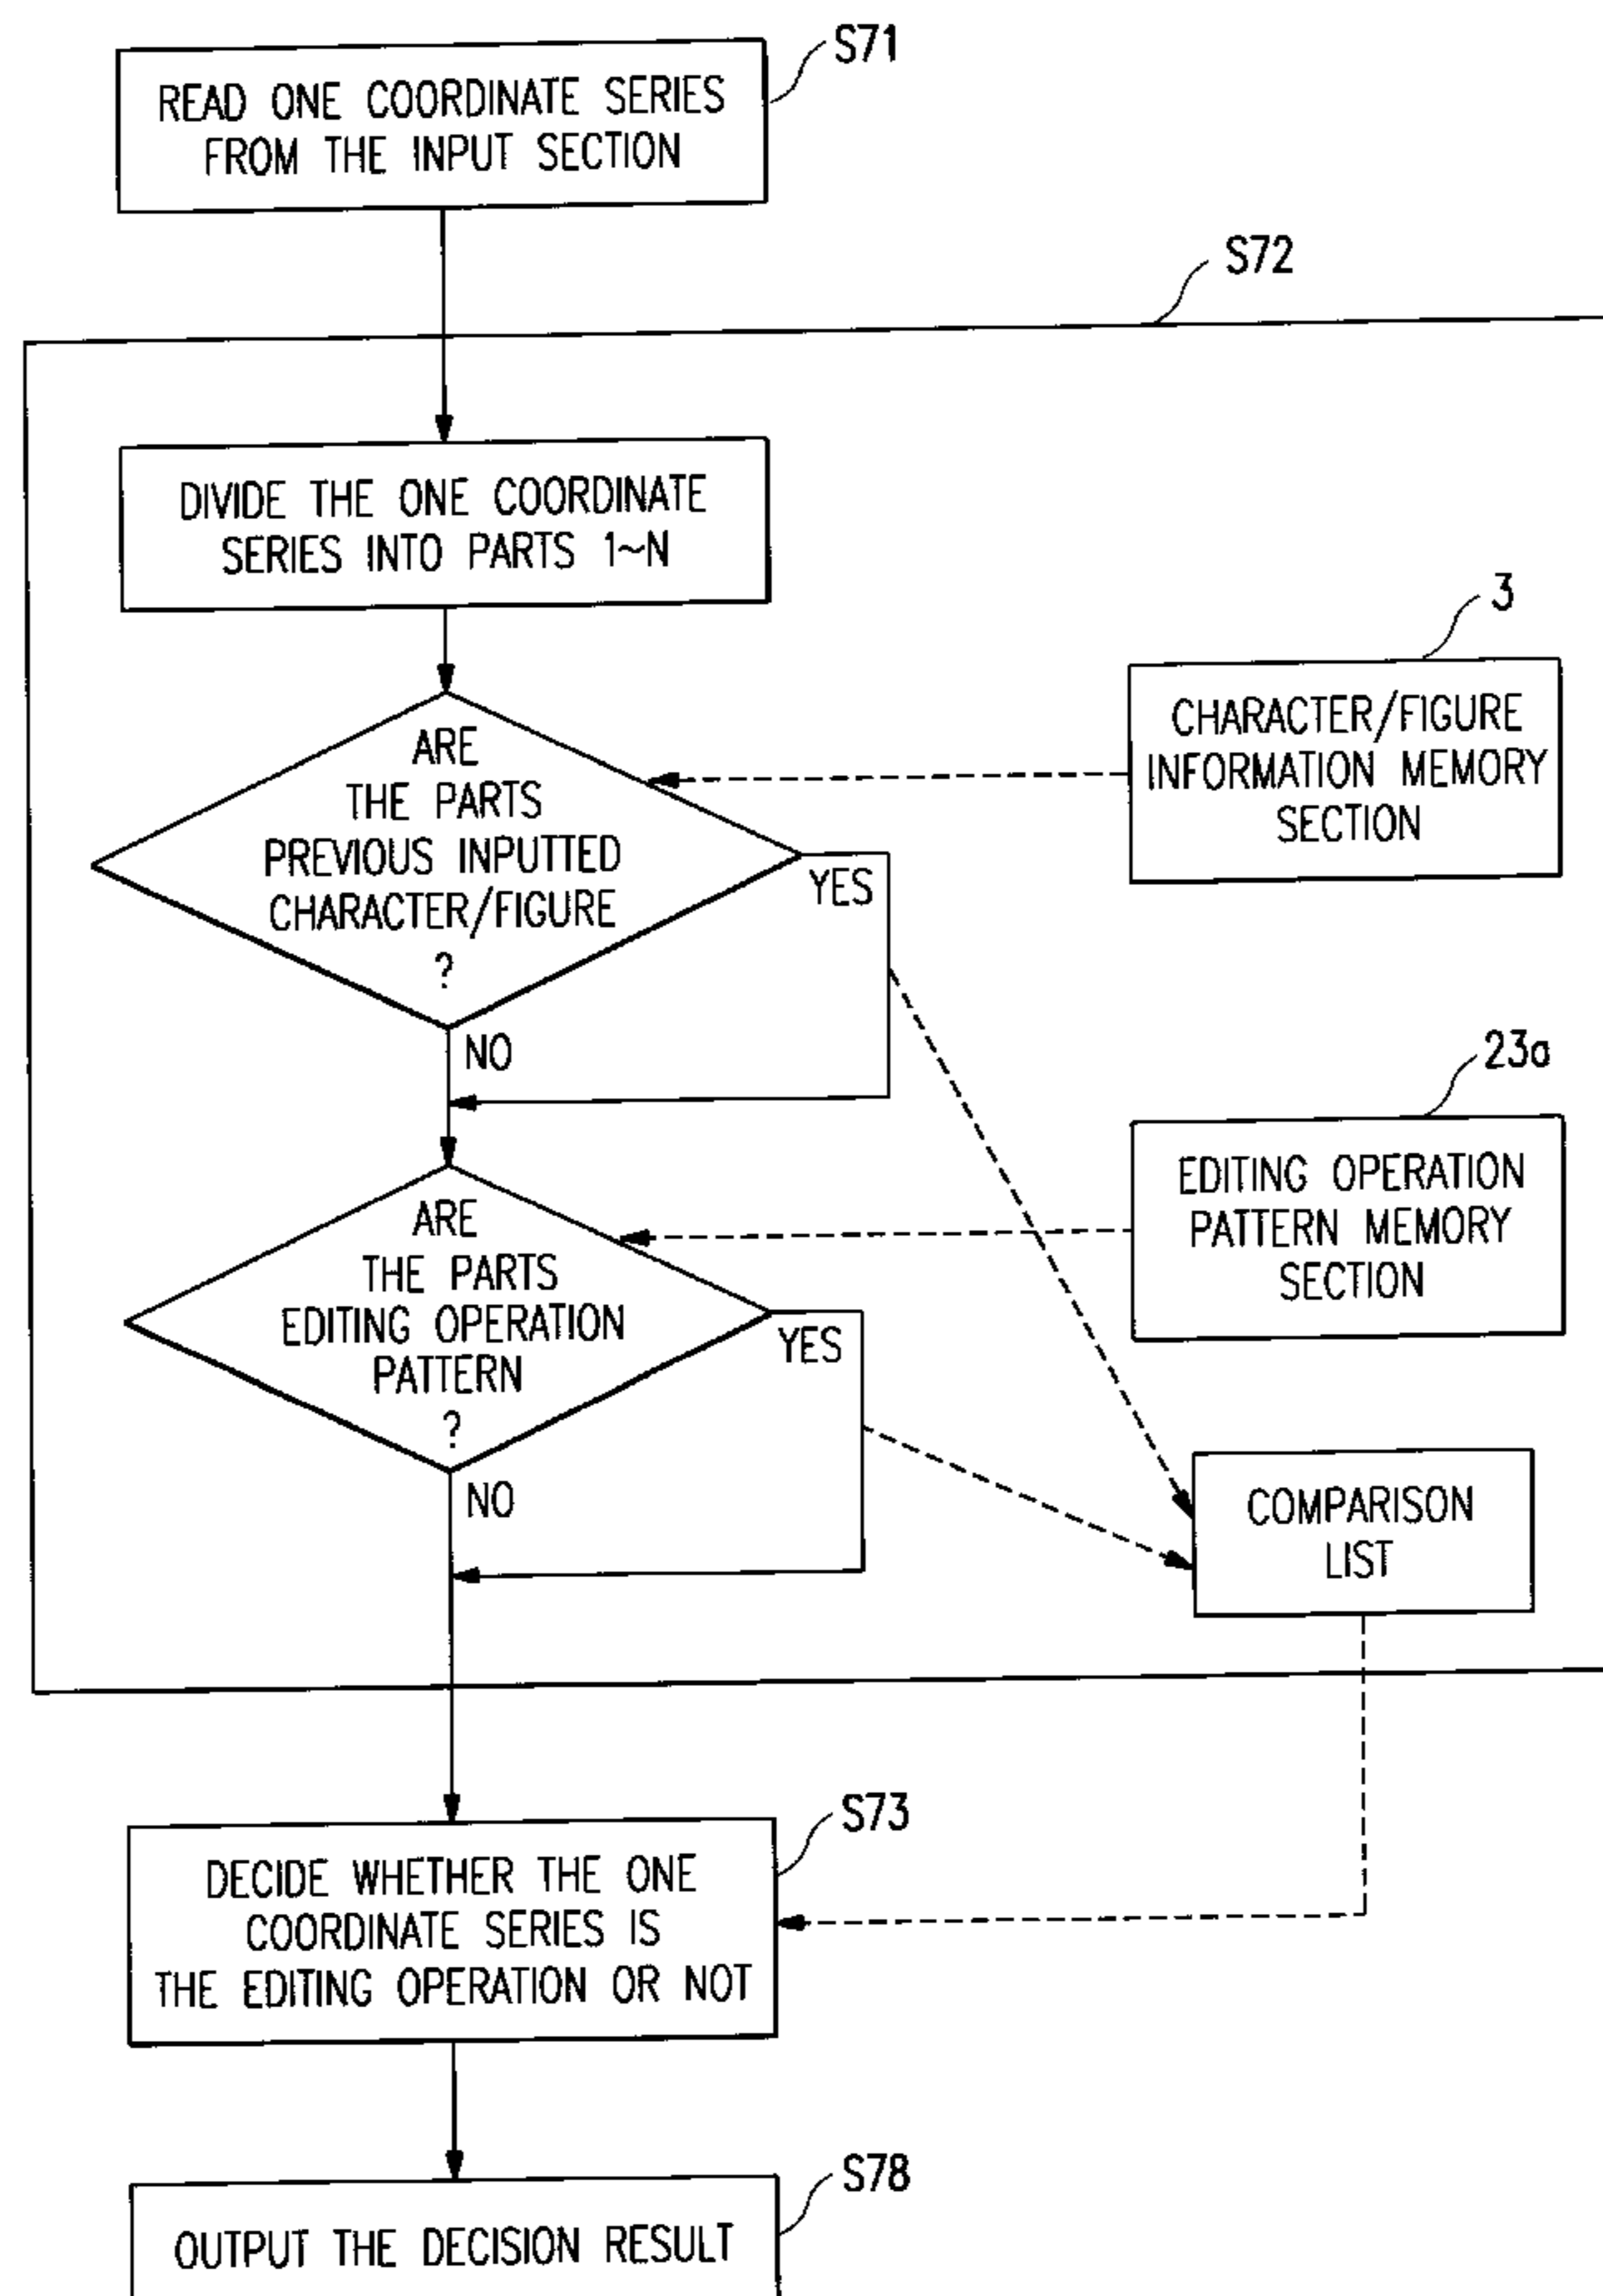 S71
READ ONE COORDINATE SERIES
FROM THE INPUT SECTION
S72
DIVIDE THE ONE COORDINATE
SERIES INTO PARTS 1~N
3
CHARACTER/FIGURE
INFORMATION MEMORY
SECTION
ARE
THE PARTS
PREVIOUS INPUTTED
CHARACTER/FIGURE
?
YES
NO
23a
EDITING OPERATION
PATTERN MEMORY
SECTION
ARE
THE PARTS
EDITING OPERATION
PATTERN
?
YES
NO
COMPARISON
LIST
S73
DECIDE WHETHER THE ONE
COORDINATE SERIES IS
THE EDITING OPERATION OR NOT
S78
OUTPUT THE DECISION RESULT